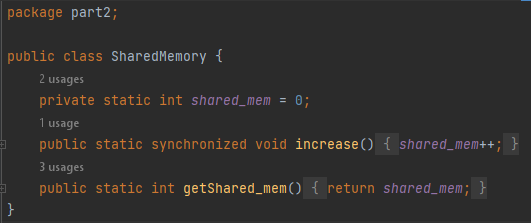 package part2;
public class SharedMemory {
2 usages
private static int shared_mem = 0;
1 usage
public static synchronized void increase() { shared_mem++; }
3 usages
public static int getShared_mem() { return shared_mem; }
}